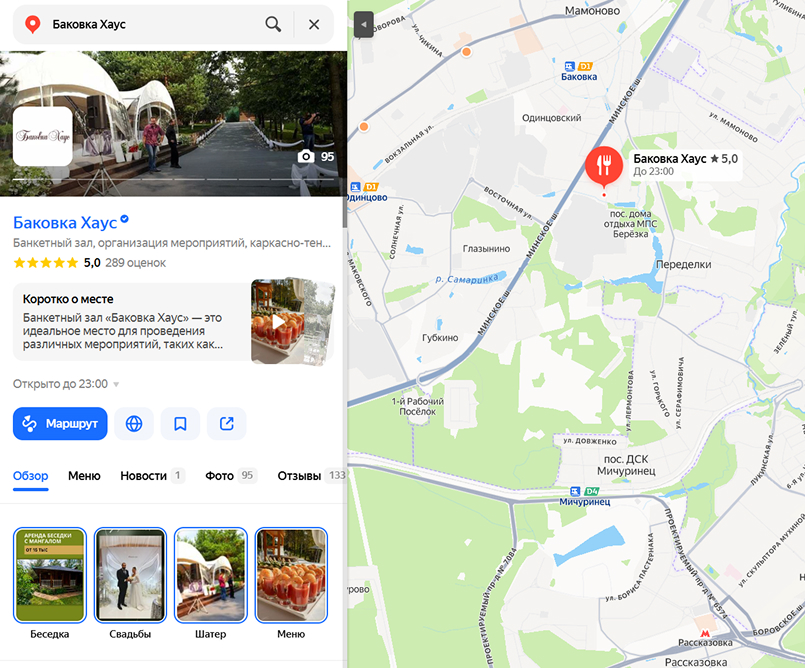 Баковка Хаус
Баковка Хаус
95
Баковка Хаус
Банкетный зал, организация мероприятий, каркасно-тен...
5,0 289 оценок
Коротко о месте
Банкетный зал «Баковка Хаус» — это
идеальное место для проведения
различных мероприятий, таких как...
Открыто до 23:00
Маршрут
Обзор Меню Новости 1 Фото 95 Отзывы 133
АРЕНДА БЕСЕДКИ
С МАНГАЛОМ
ОТ 15 ТЫС
Беседка Свадьбы Шатер Меню
Мамоново
ул. ЧИКИНА
D1
Баковка
МИНСКОЕ ш.
Одинцовский
ул. МАМОНОВО
ВОКЗАЛЬНАЯ ул.
Баковка Хаус ★ 5,0
До 23:00
D1
Одинцово
ВОСТОЧНАЯ ул.
пос. дома
отдыха МПС
Берёзка
СОЛНЕЧНАЯ ул.
МИНСКОЕ ш.
Глазынино
Переделки
р. Самаринка
МАКОВСКОГО
МИНСКОЕ ш.
ЗЕЛЁНЫЙ туп.
Губкино
1-й Рабочий
Посёлок
ул. ЛЕРМОНТОВА
ул. ГОРЬКОГО
ул. СЕРАФИМОВИЧА
ул. ДОВЖЕНКО
пос. ДСК
Мичуринец
ЛУКИНСКАЯ ул.
6-я ул.
D4
Мичуринец
ПРОЕКТИРУЕМЫЙ пр-д № 7084
ПРОЕКТИРУЕМЫЙ пр-д № 6574
ул. СКУЛЬПТОРА МУХИНОЙ
ул. БОРИСА ПАСТЕРНАКА
рово
БОРОВСКОЕ ш.
Рассказовка
Рассказовка